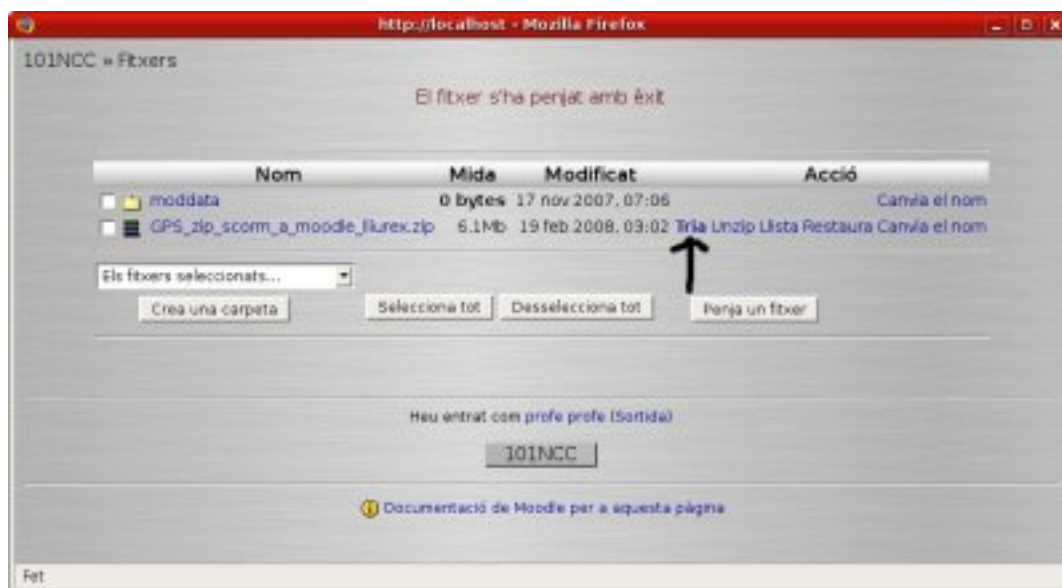 http://localhost - Mozilla Firefox
101NCC » Fitxers
El fitxer s'ha penjat amb èxit
Nom Mida Modificat Acció
moddata 0 bytes 17 nov 2007, 07:06 Canvia el nom
GPS_zip_scorm_a_moodle_lliurex.zip 6.1Mb 19 feb 2008, 03:02 Tria Unzip Llista Restaura Canvia el nom
Els fitxers seleccionats...
Crea una carpeta Selecciona tot Desselecciona tot Penja un fitxer
Heu entrat com profe profe (Sortida)
101NCC
Documentació de Moodle per a aquesta pàgina
Fet